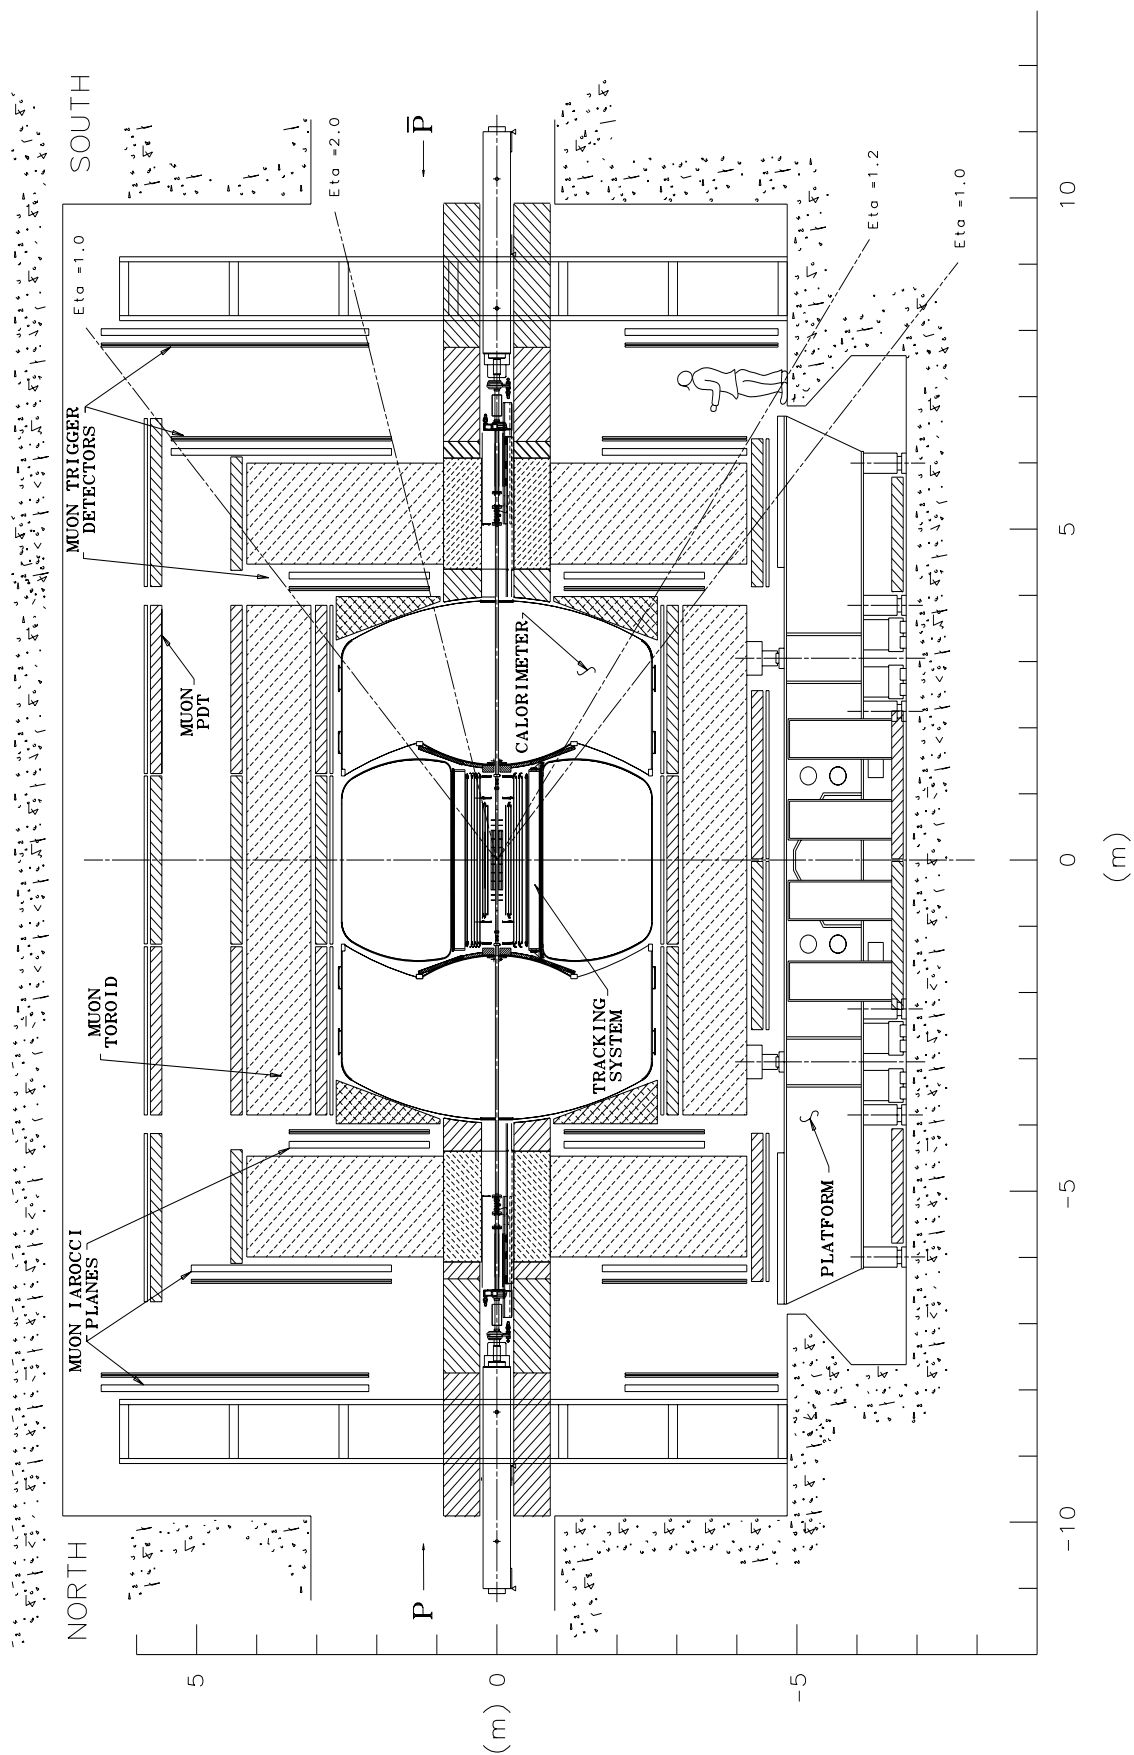 NORTH
SOUTH
MUON IAROCCI
PLANES
MUON
TOROID
MUON
PDT
MUON TRIGGER
DETECTORS
Eta =1.0
Eta =2.0
P
P̅
TRACKING
SYSTEM
CALORIMETER
Eta =1.2
Eta =1.0
PLATFORM
5
0
-5
(m)
-10
-5
0
5
10
(m)